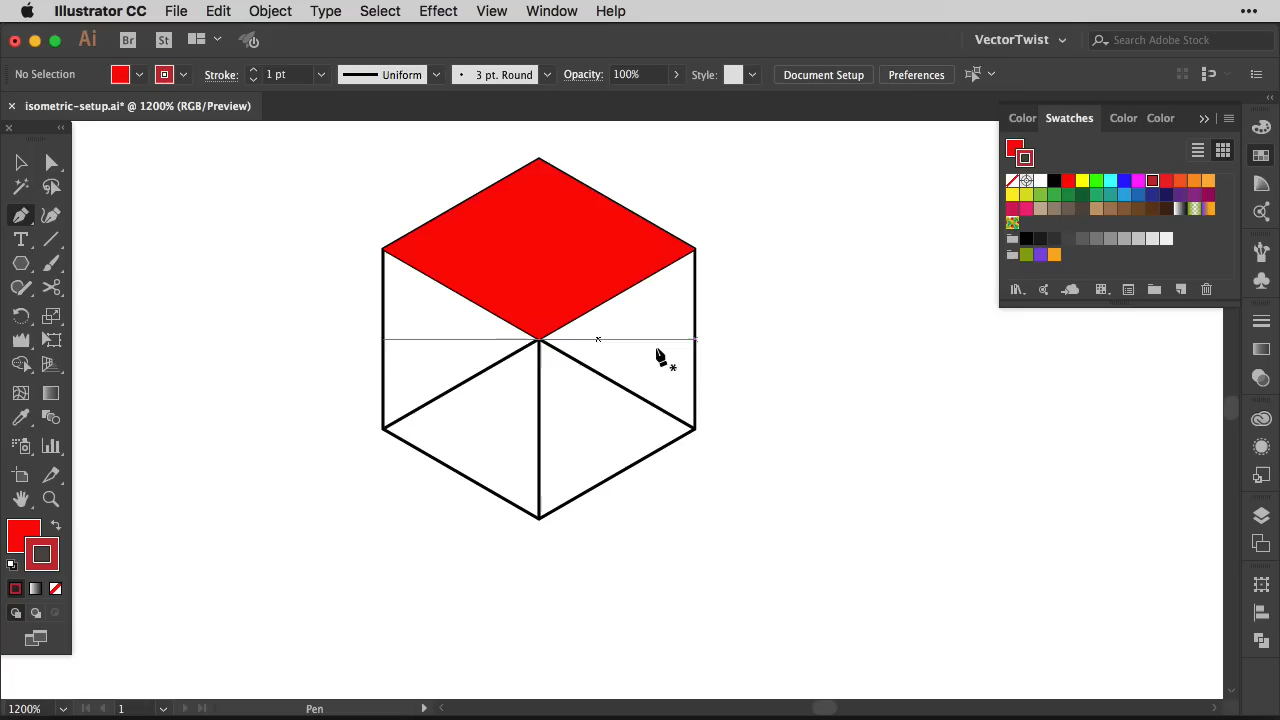 Illustrator CC File Edit Object Type Select Effect View Window Help
Ai Br St VectorTwist Search Adobe Stock
No Selection Stroke: 1 pt Uniform 3 pt. Round Opacity: 100% Style: Document Setup Preferences
isometric-setup.ai* @ 1200% (RGB/Preview)
Color Swatches Color Color
1200% 1 Pen